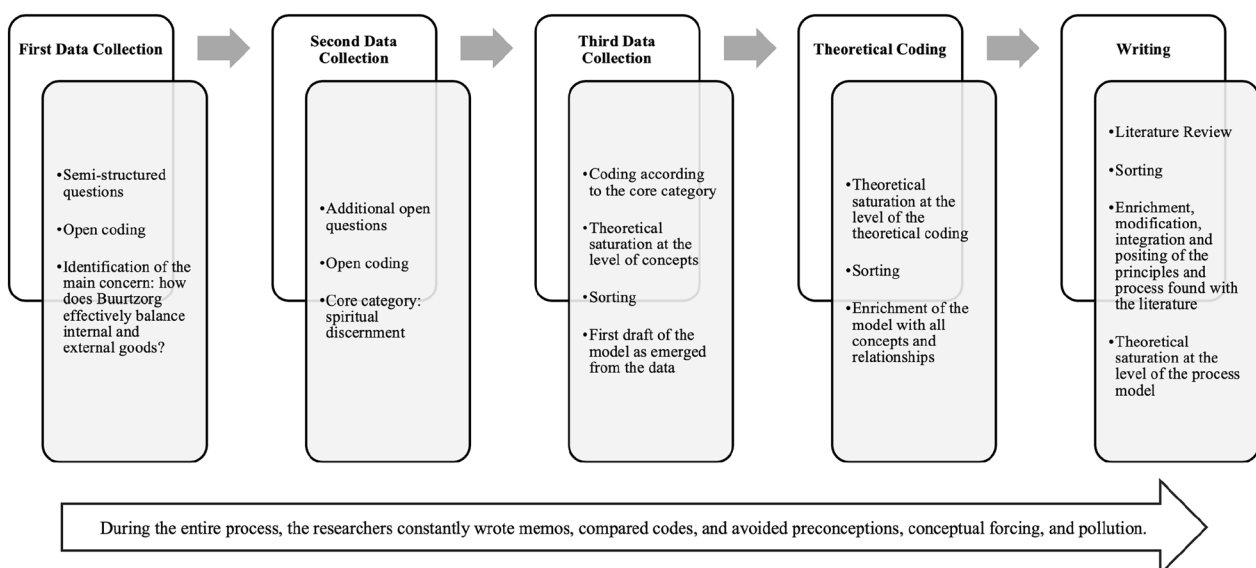 First Data Collection
•Semi-structured
questions
•Open coding
•Identification of the
main concern: how
does Buurtzorg
effectively balance
internal and
external goods?
Second Data
Collection
•Additional open
questions
•Open coding
•Core category:
spiritual
discernment
Third Data
Collection
•Coding according
to the core category
•Theoretical
saturation at the
level of concepts
•Sorting
•First draft of the
model as emerged
from the data
Theoretical Coding
•Theoretical
saturation at the
level of the
theoretical coding
•Sorting
•Enrichment of the
model with all
concepts and
relationships
Writing
•Literature Review
•Sorting
•Enrichment,
modification,
integration and
positing of the
principles and
process found with
the literature
•Theoretical
saturation at the
level of the process
model
During the entire process, the researchers constantly wrote memos, compared codes, and avoided preconceptions, conceptual forcing, and pollution.